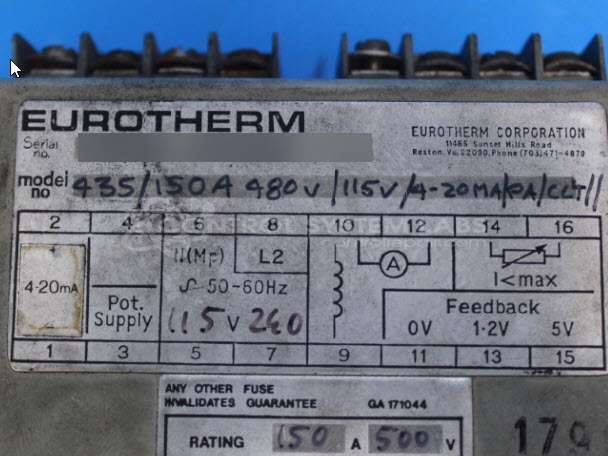 EUROTHERM
Serial no.
EUROTHERM CORPORATION
11485 Sunset Hills Road
Reston, Va. 22090, Phone (703) 471-4870
model no 435/150A 480V/115V/4-20MA/PA/CLT//
2 4 6 8 10 12 14 16
4-20mA
Pot. Supply
N(MF)
L2
50-60Hz
115V 240
A
I<max
Feedback
0V 1·2V 5V
1 3 5 7 9 11 13 15
ANY OTHER FUSE
INVALIDATES GUARANTEE GA 171044
RATING 150 A 500 V
179